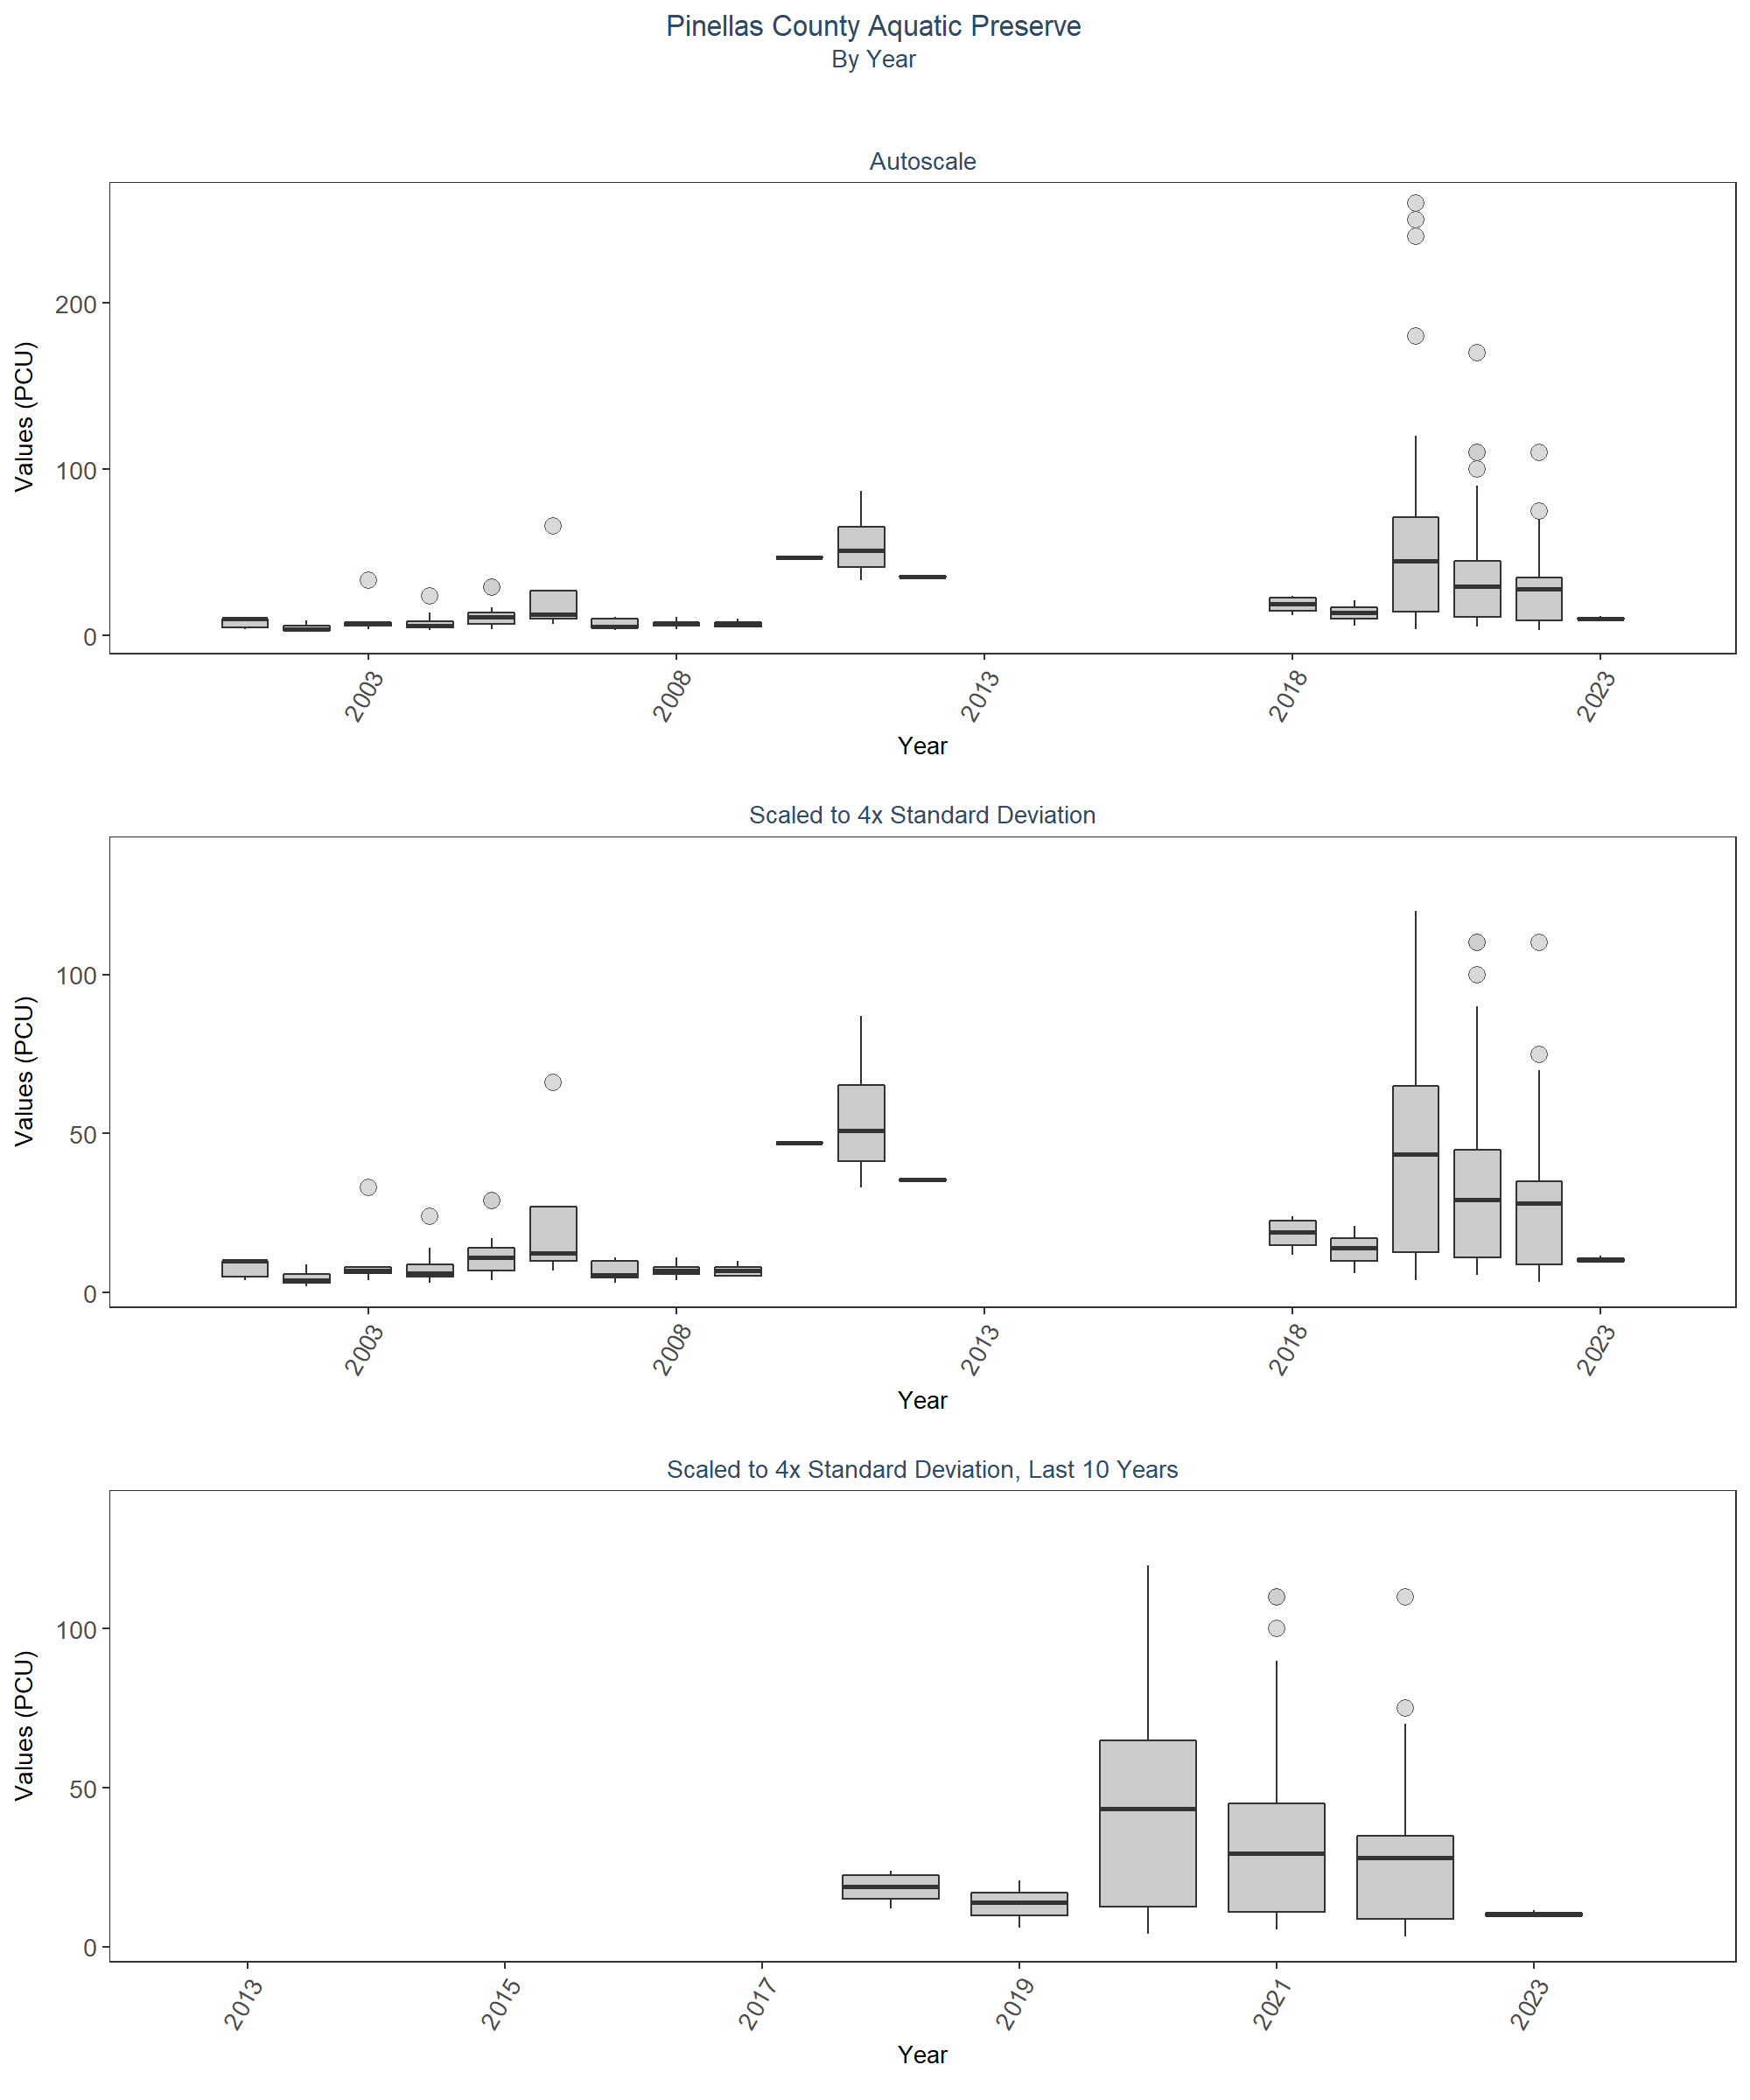 Pinellas County Aquatic Preserve
By Year
Autoscale
Values (PCU)
200
100
0
2003
2008
2013
2018
2023
Year
Scaled to 4x Standard Deviation
Values (PCU)
100
50
0
2003
2008
2013
2018
2023
Year
Scaled to 4x Standard Deviation, Last 10 Years
Values (PCU)
100
50
0
2013
2015
2017
2019
2021
2023
Year